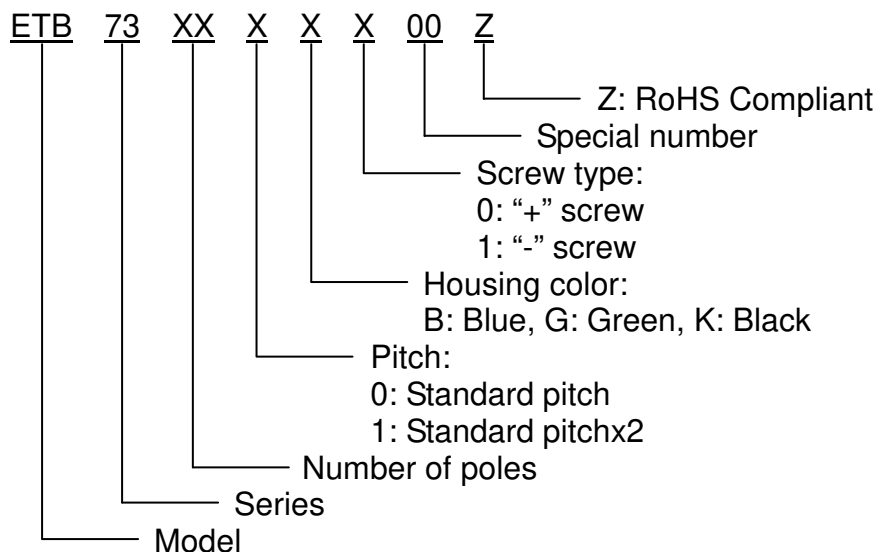 ETB 73 XX X X X 00 Z
Z: RoHS Compliant
Special number
Screw type:
0: “+” screw
1: “-” screw
Housing color:
B: Blue, G: Green, K: Black
Pitch:
0: Standard pitch
1: Standard pitchx2
Number of poles
Series
Model